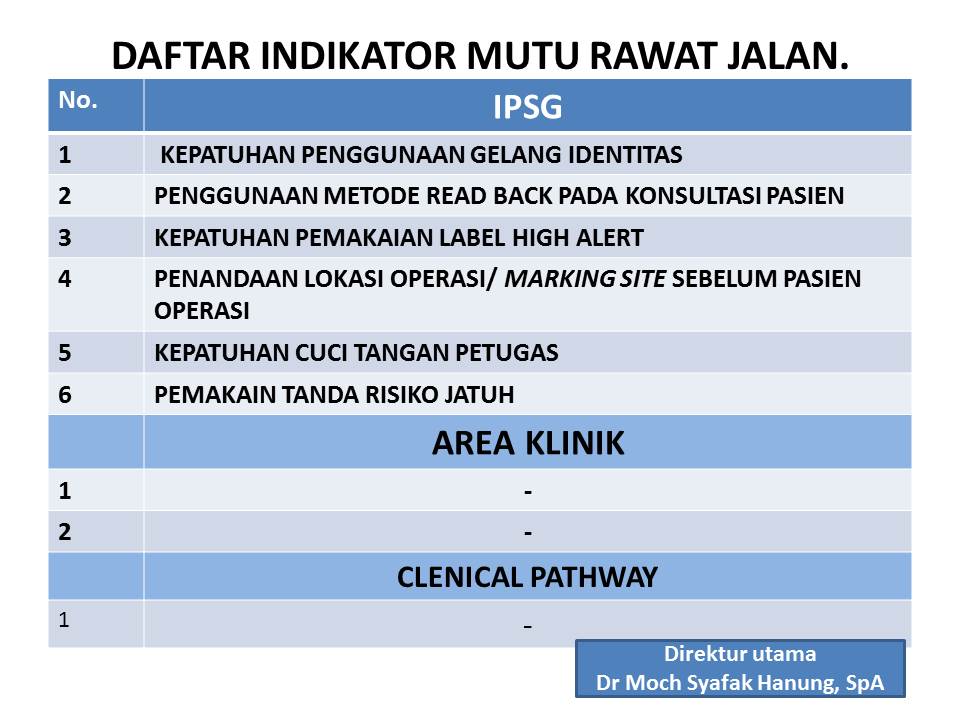 DAFTAR INDIKATOR MUTU RAWAT JALAN.
No. IPSG
1 KEPATUHAN PENGGUNAAN GELANG IDENTITAS
2 PENGGUNAAN METODE READ BACK PADA KONSULTASI PASIEN
3 KEPATUHAN PEMAKAIAN LABEL HIGH ALERT
4 PENANDAAN LOKASI OPERASI/ MARKING SITE SEBELUM PASIEN
OPERASI
5 KEPATUHAN CUCI TANGAN PETUGAS
6 PEMAKAIN TANDA RISIKO JATUH
AREA KLINIK
1 -
2 -
CLENICAL PATHWAY
1 -
Direktur utama
Dr Moch Syafak Hanung, SpA